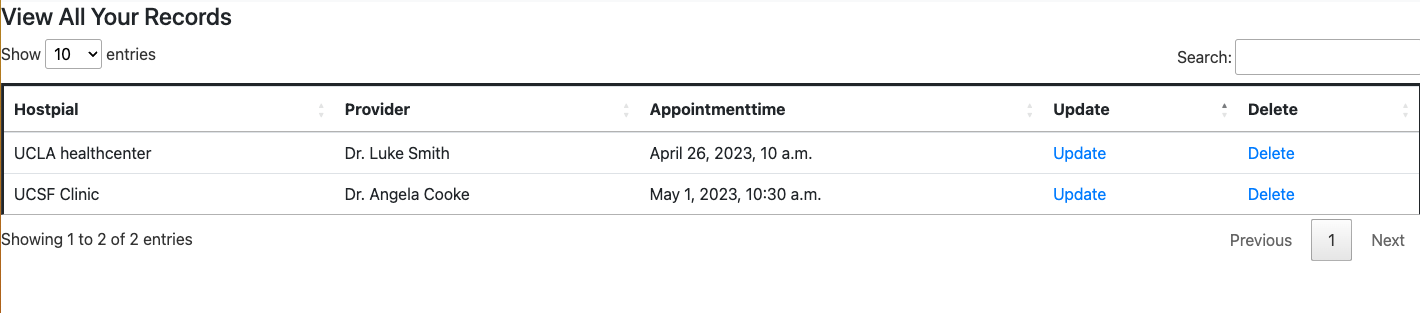 View All Your Records
Show 10 entries Search:
Hostpial Provider Appointmenttime Update Delete
UCLA healthcenter Dr. Luke Smith April 26, 2023, 10 a.m. Update Delete
UCSF Clinic Dr. Angela Cooke May 1, 2023, 10:30 a.m. Update Delete
Showing 1 to 2 of 2 entries Previous 1 Next